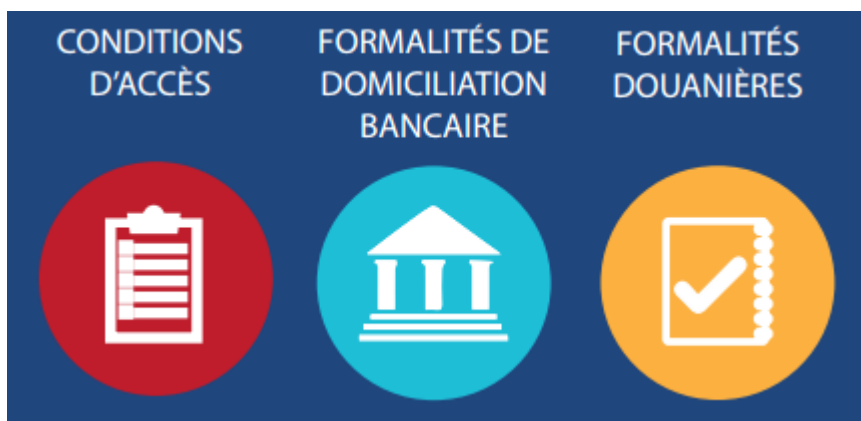 CONDITIONS
D'ACCÈS
FORMALITÉS DE
DOMICILIATION
BANCAIRE
FORMALITÉS
DOUANIÈRES